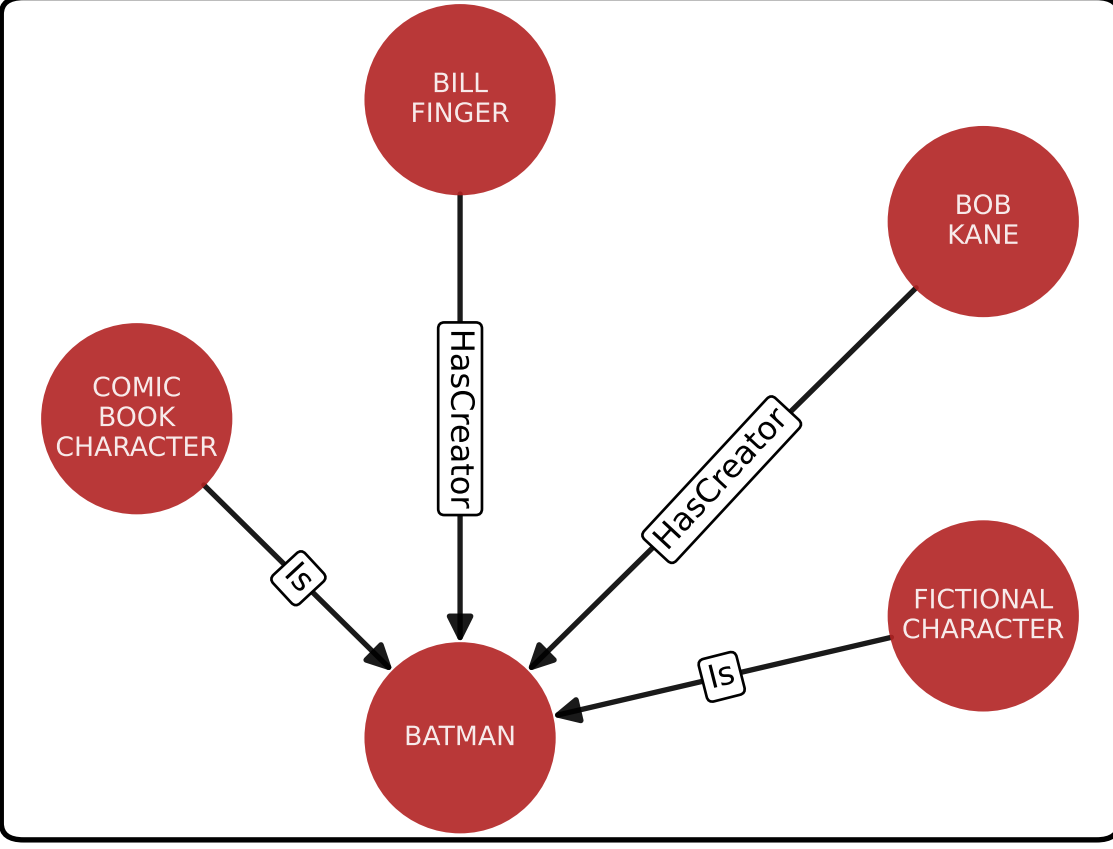 BILL
FINGER
BOB
KANE
HasCreator
COMIC
BOOK
CHARACTER
HasCreator
Is
FICTIONAL
CHARACTER
Is
BATMAN